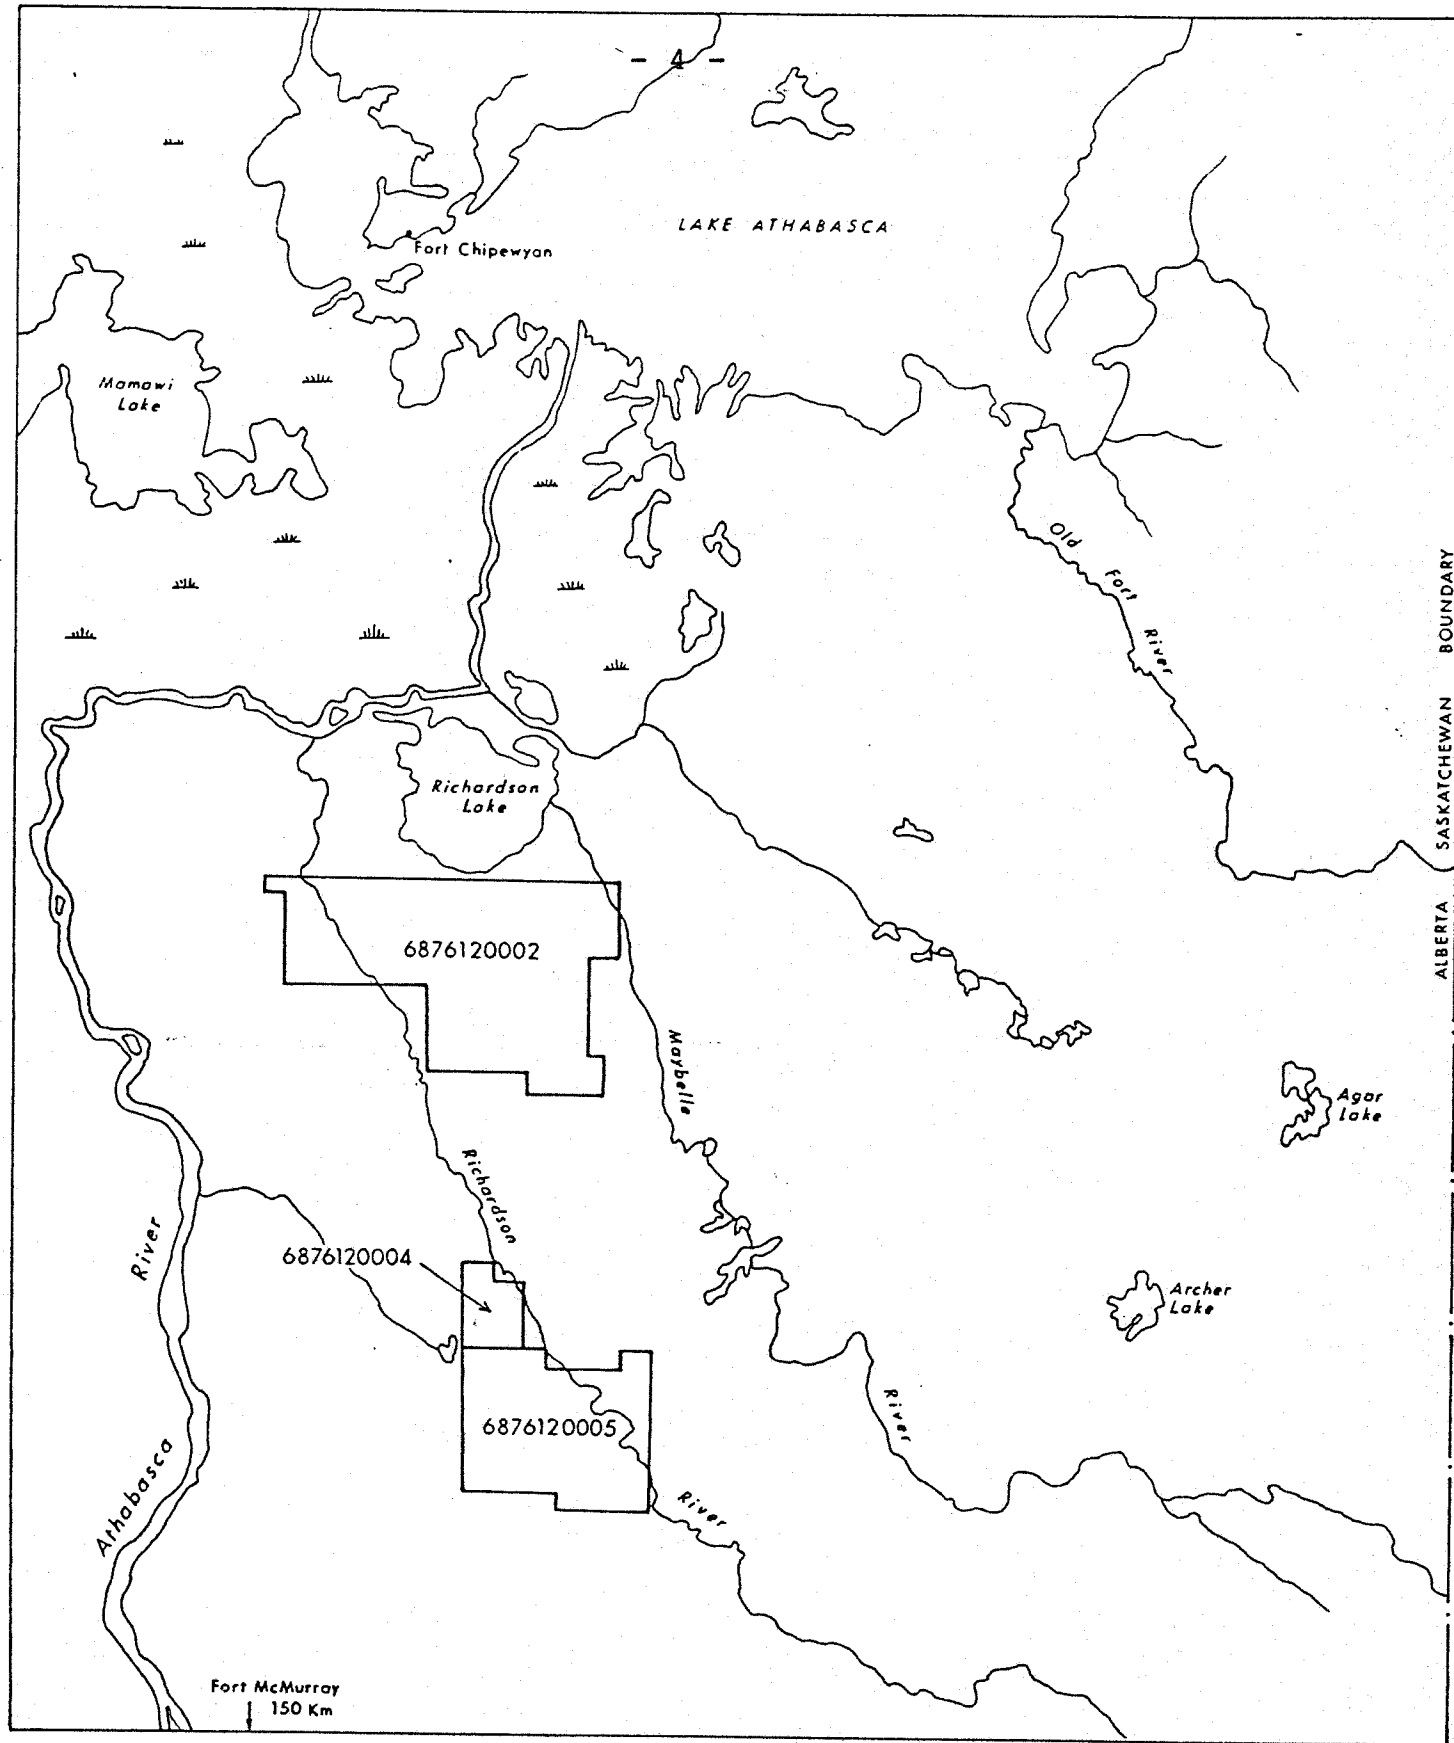 - 4 -
LAKE ATHABASCA
Fort Chipewyan
Mamawi
Lake
Old Fort River
ALBERTA SASKATCHEWAN BOUNDARY
Richardson
Lake
6876120002
Maybelle
Agar
Lake
Richardson
River
6876120004
Archer
Lake
River
6876120005
Athabasca
River
Fort McMurray
150 Km